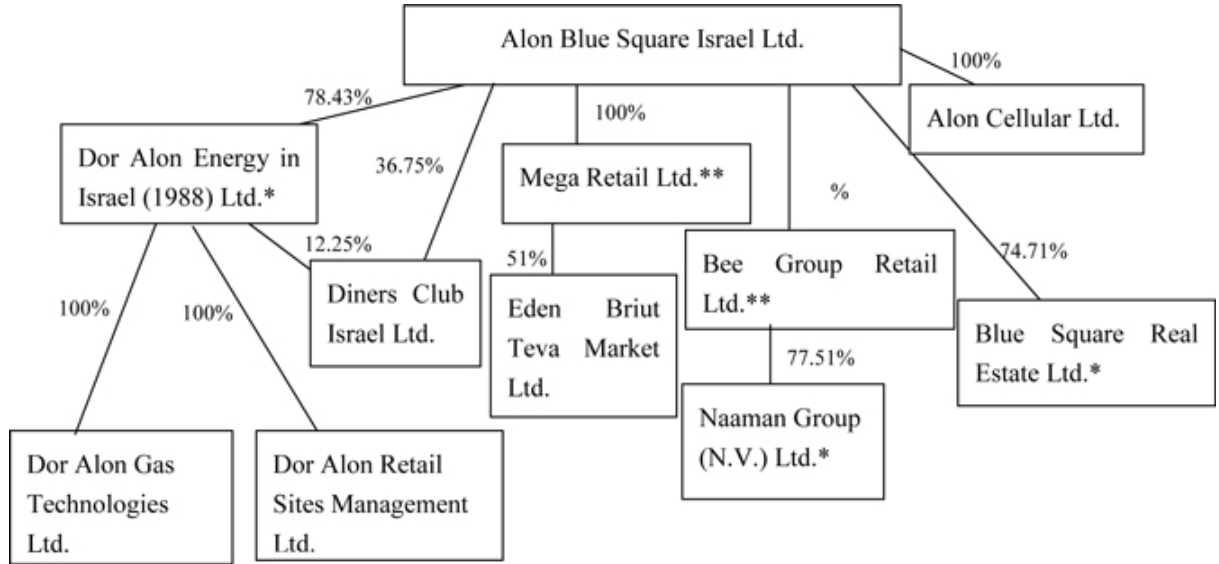 Alon Blue Square Israel Ltd.
100%
78.43%
Alon Cellular Ltd.
100%
Dor Alon Energy in
Israel (1988) Ltd.*
36.75%
Mega Retail Ltd.**
%
12.25%
51%
Bee Group Retail
Ltd.**
74.71%
Diners Club
Israel Ltd.
Eden Briut
Teva Market
Ltd.
Blue Square Real
Estate Ltd.*
100%
100%
77.51%
Naaman Group
(N.V.) Ltd.*
Dor Alon Gas
Technologies
Ltd.
Dor Alon Retail
Sites Management
Ltd.